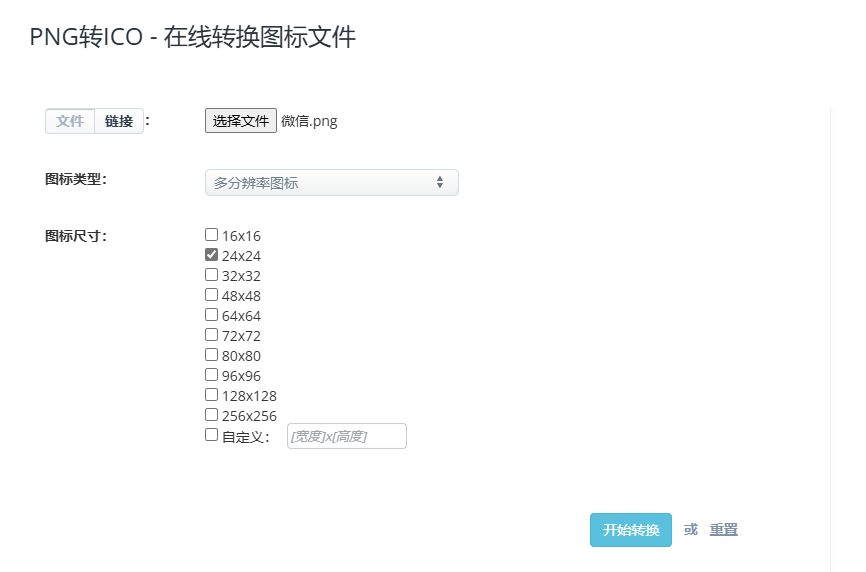 PNG转ICO - 在线转换图标文件
文件 链接 : 选择文件 微信.png
图标类型: 多分辨率图标
图标尺寸: 16x16
24x24
32x32
48x48
64x64
72x72
80x80
96x96
128x128
256x256
自定义: [宽度]x[高度]
开始转换 或 重置